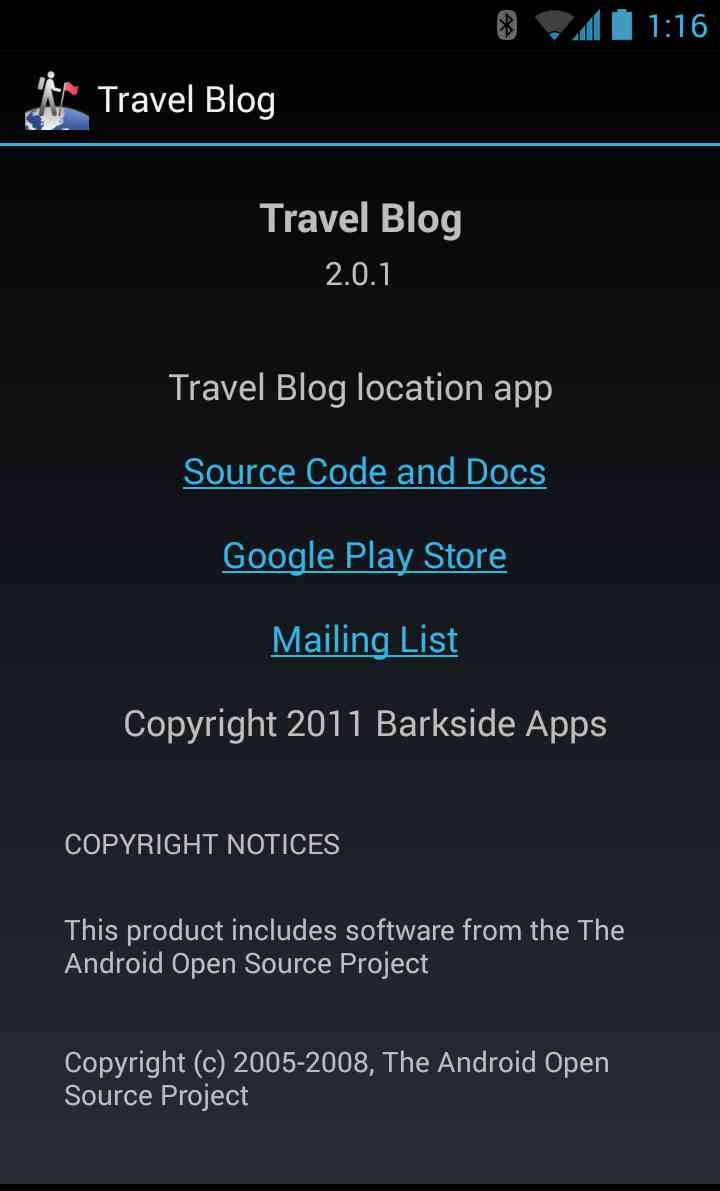 1:16
Travel Blog
Travel Blog
2.0.1
Travel Blog location app
Source Code and Docs
Google Play Store
Mailing List
Copyright 2011 Barkside Apps
COPYRIGHT NOTICES
This product includes software from the The
Android Open Source Project
Copyright (c) 2005-2008, The Android Open
Source Project